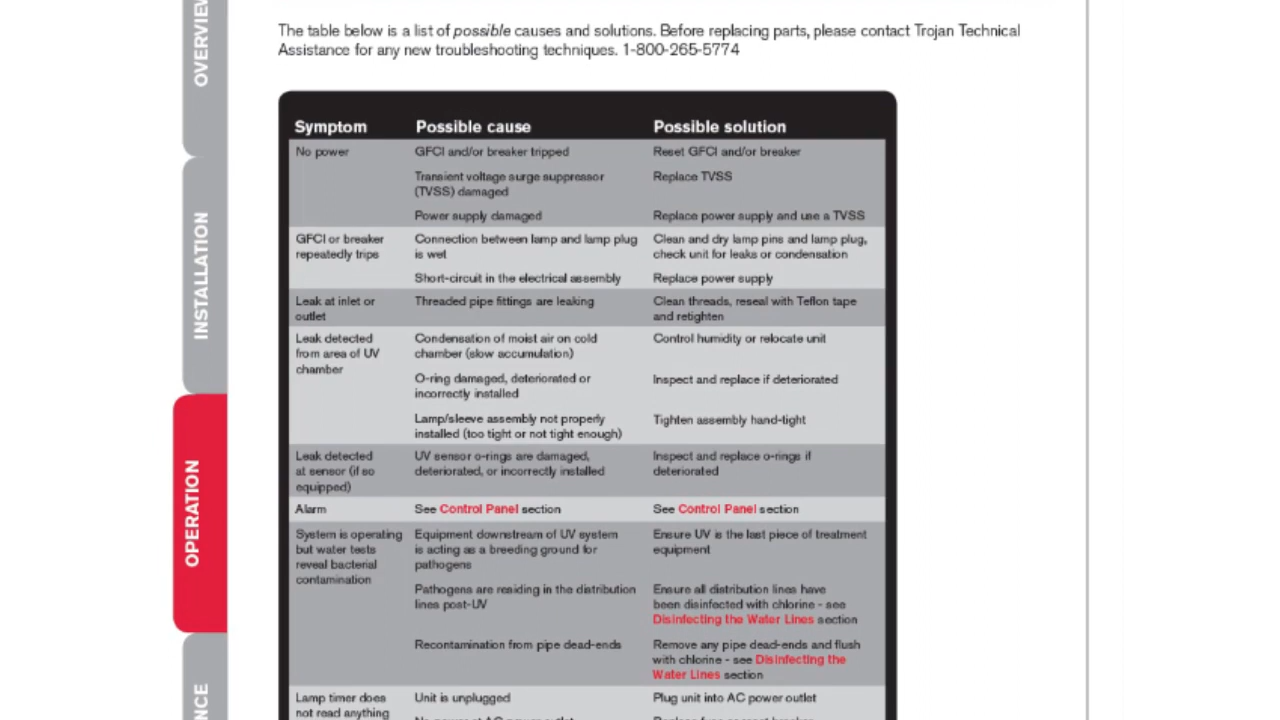 The table below is a list of possible causes and solutions. Before replacing parts, please contact Trojan Technical
Assistance for any new troubleshooting techniques. 1-800-265-5774
Symptom Possible cause Possible solution
No power GFCI and/or breaker tripped Reset GFCI and/or breaker
Transient voltage surge suppressor Replace TVSS
(TVSS) damaged
Power supply damaged Replace power supply and use a TVSS
GFCI or breaker Connection between lamp and lamp plug Clean and dry lamp pins and lamp plug,
repeatedly trips is wet check unit for leaks or condensation
Short-circuit in the electrical assembly Replace power supply
Leak at inlet or Threaded pipe fittings are leaking Clean threads, reseal with Teflon tape
outlet and retighten
Leak detected Condensation of moist air on cold Control humidity or relocate unit
from area of UV chamber (slow accumulation)
chamber
O-ring damaged, deteriorated or Inspect and replace if deteriorated
incorrectly installed
Lamp/sleeve assembly not properly Tighten assembly hand-tight
installed (too tight or not tight enough)
Leak detected UV sensor o-rings are damaged, Inspect and replace o-rings if
at sensor (if so deteriorated, or incorrectly installed deteriorated
equipped)
Alarm See Control Panel section See Control Panel section
System is operating Equipment downstream of UV system Ensure UV is the last piece of treatment
but water tests is acting as a breeding ground for equipment
reveal bacterial pathogens
contamination
Pathogens are residing in the distribution Ensure all distribution lines have
lines post-UV been disinfected with chlorine - see
Disinfecting the Water Lines section
Recontamination from pipe dead-ends Remove any pipe dead-ends and flush
with chlorine - see Disinfecting the
Water Lines section
Lamp timer does Unit is unplugged Plug unit into AC power outlet
not read anything
OVERVIEW
INSTALLATION
OPERATION
NCE